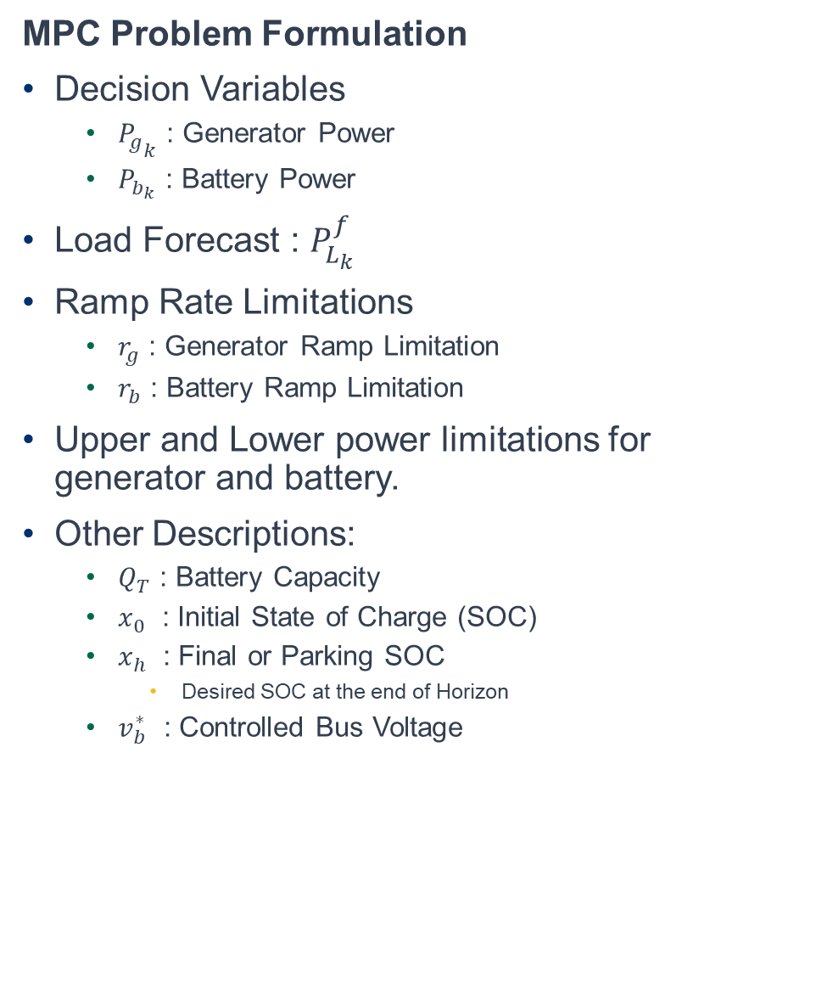 MPC Problem Formulation
• Decision Variables
• $P_{g_k}$ : Generator Power
• $P_{b_k}$ : Battery Power
• Load Forecast : $P_{L_k}^f$
• Ramp Rate Limitations
• $r_g$ : Generator Ramp Limitation
• $r_b$ : Battery Ramp Limitation
• Upper and Lower power limitations for
generator and battery.
• Other Descriptions:
• $Q_T$ : Battery Capacity
• $x_0$ : Initial State of Charge (SOC)
• $x_h$ : Final or Parking SOC
• Desired SOC at the end of Horizon
• $v_b^*$ : Controlled Bus Voltage